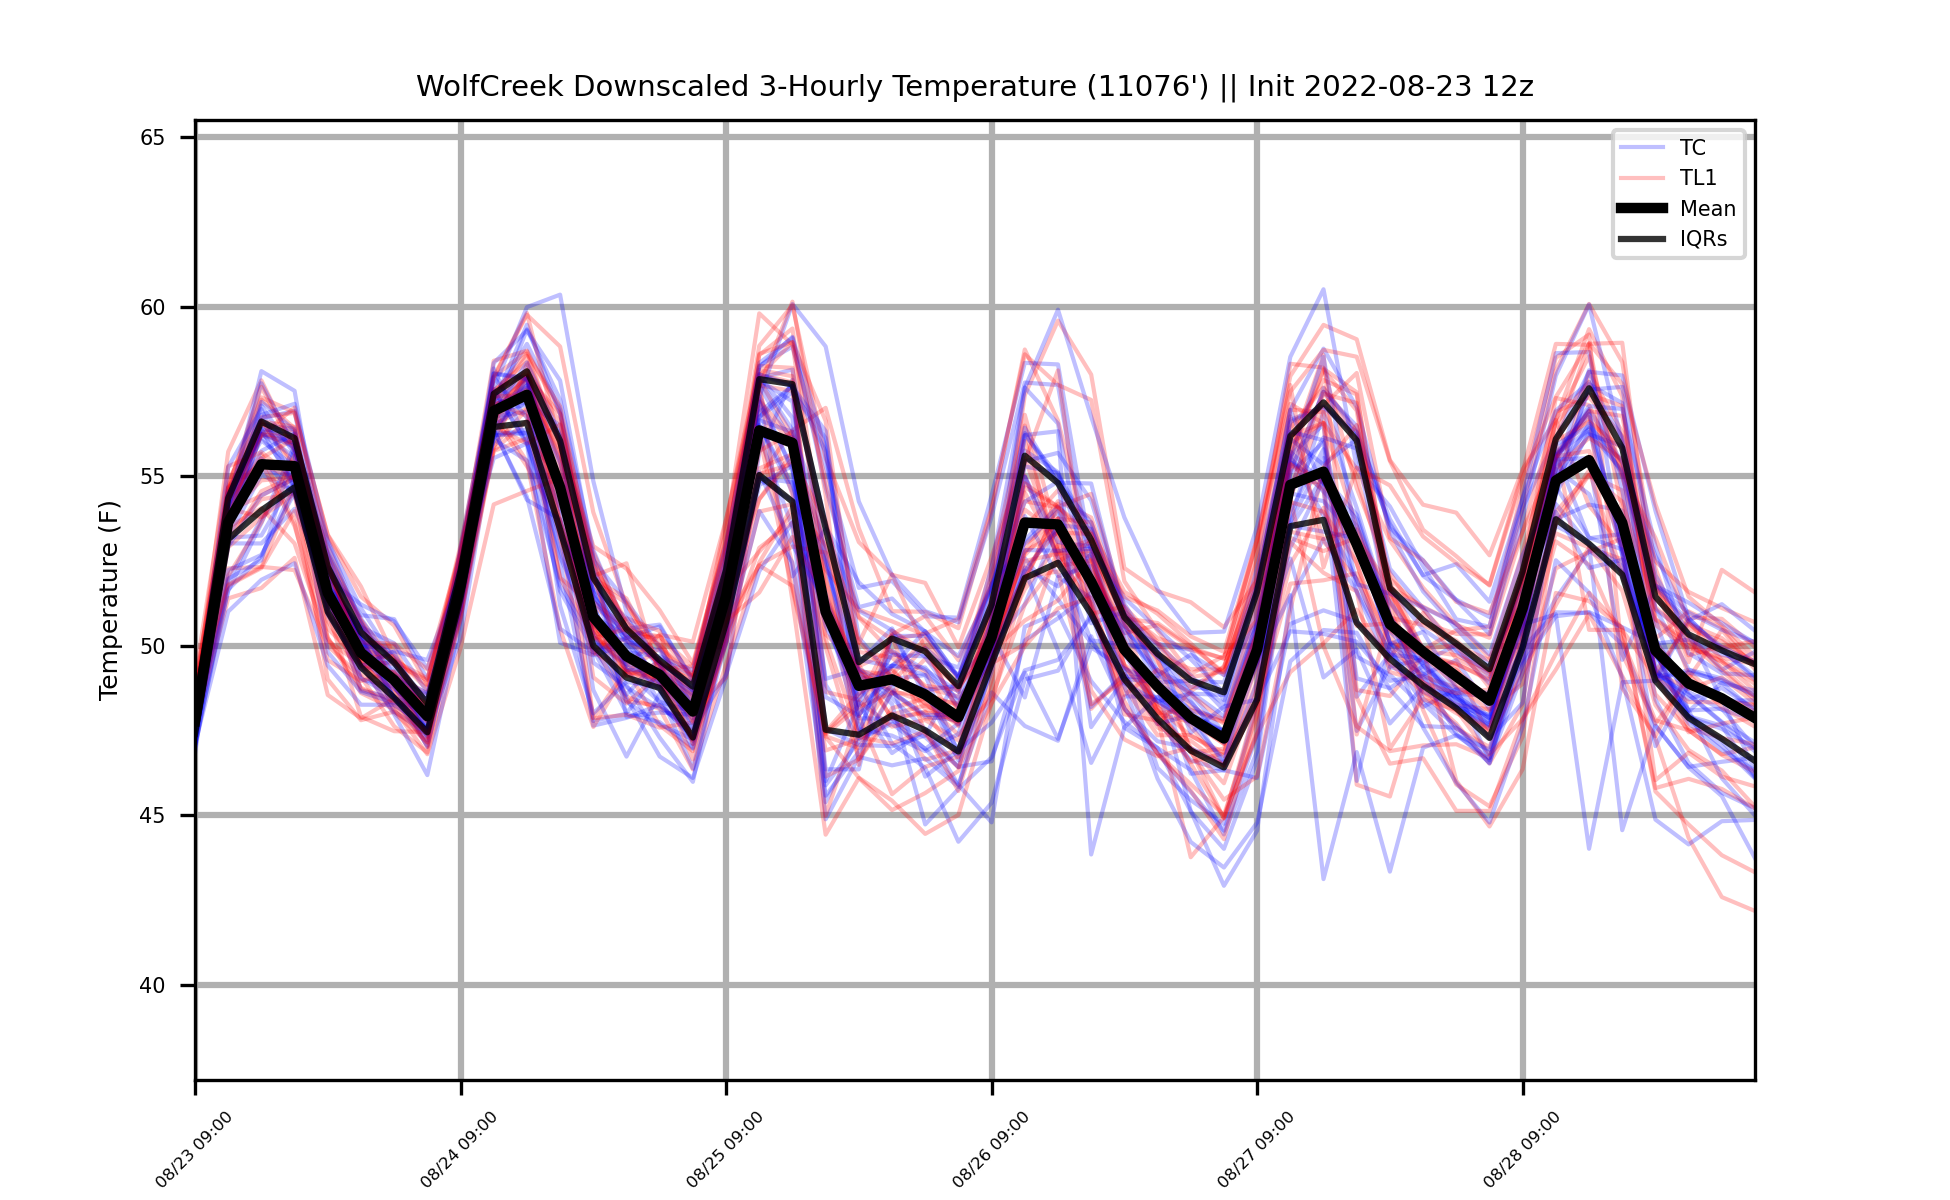 WolfCreek Downscaled 3-Hourly Temperature (11076') || Init 2022-08-23 12z
TC
TL1
Mean
IQRs
Temperature (F)
65
60
55
50
45
40
08/23 09:00
08/24 09:00
08/25 09:00
08/26 09:00
08/27 09:00
08/28 09:00